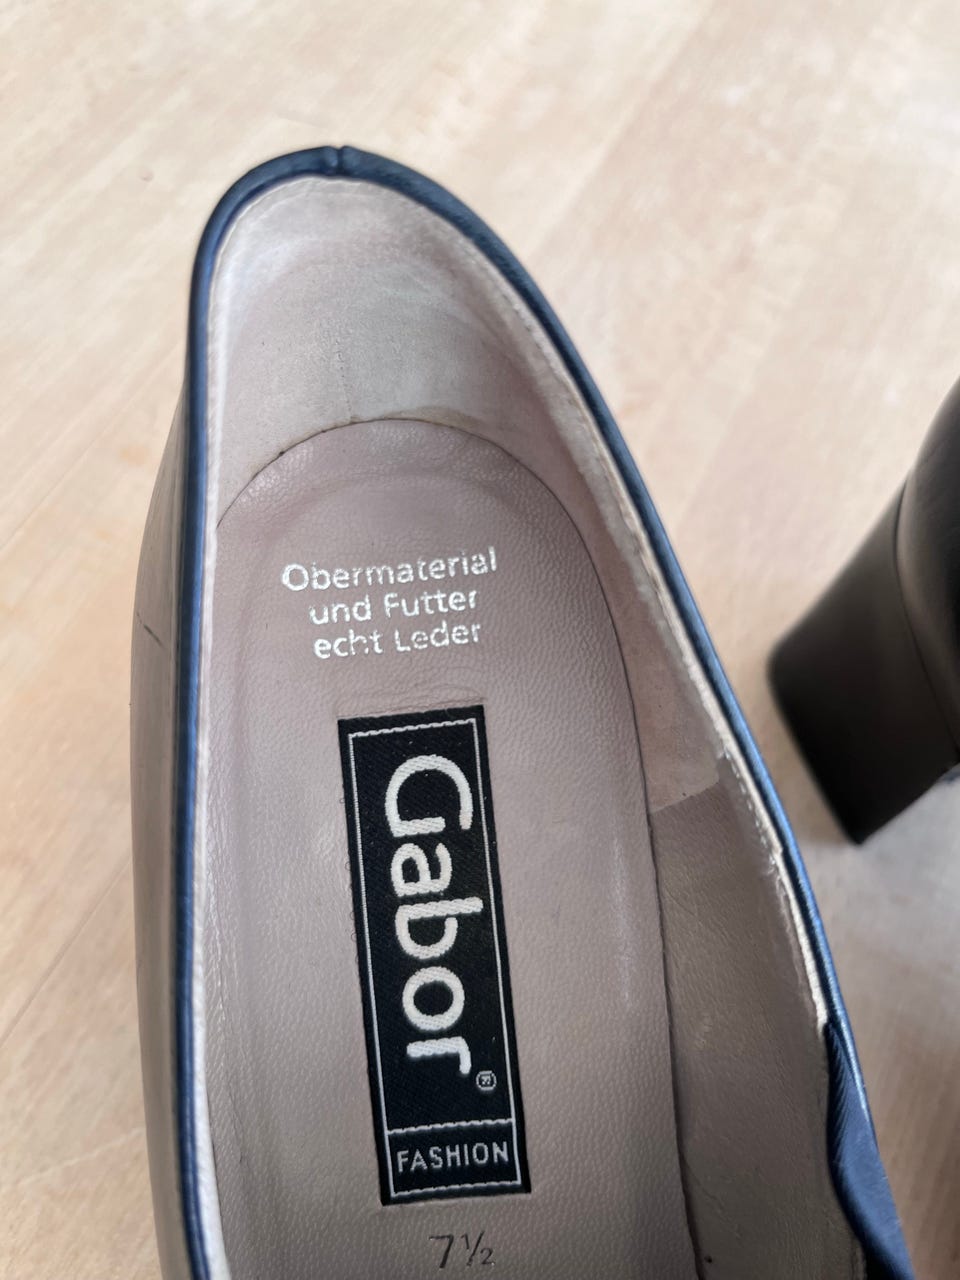 Obermaterial
und Futter
echt Leder
Gabor®
FASHION
7½